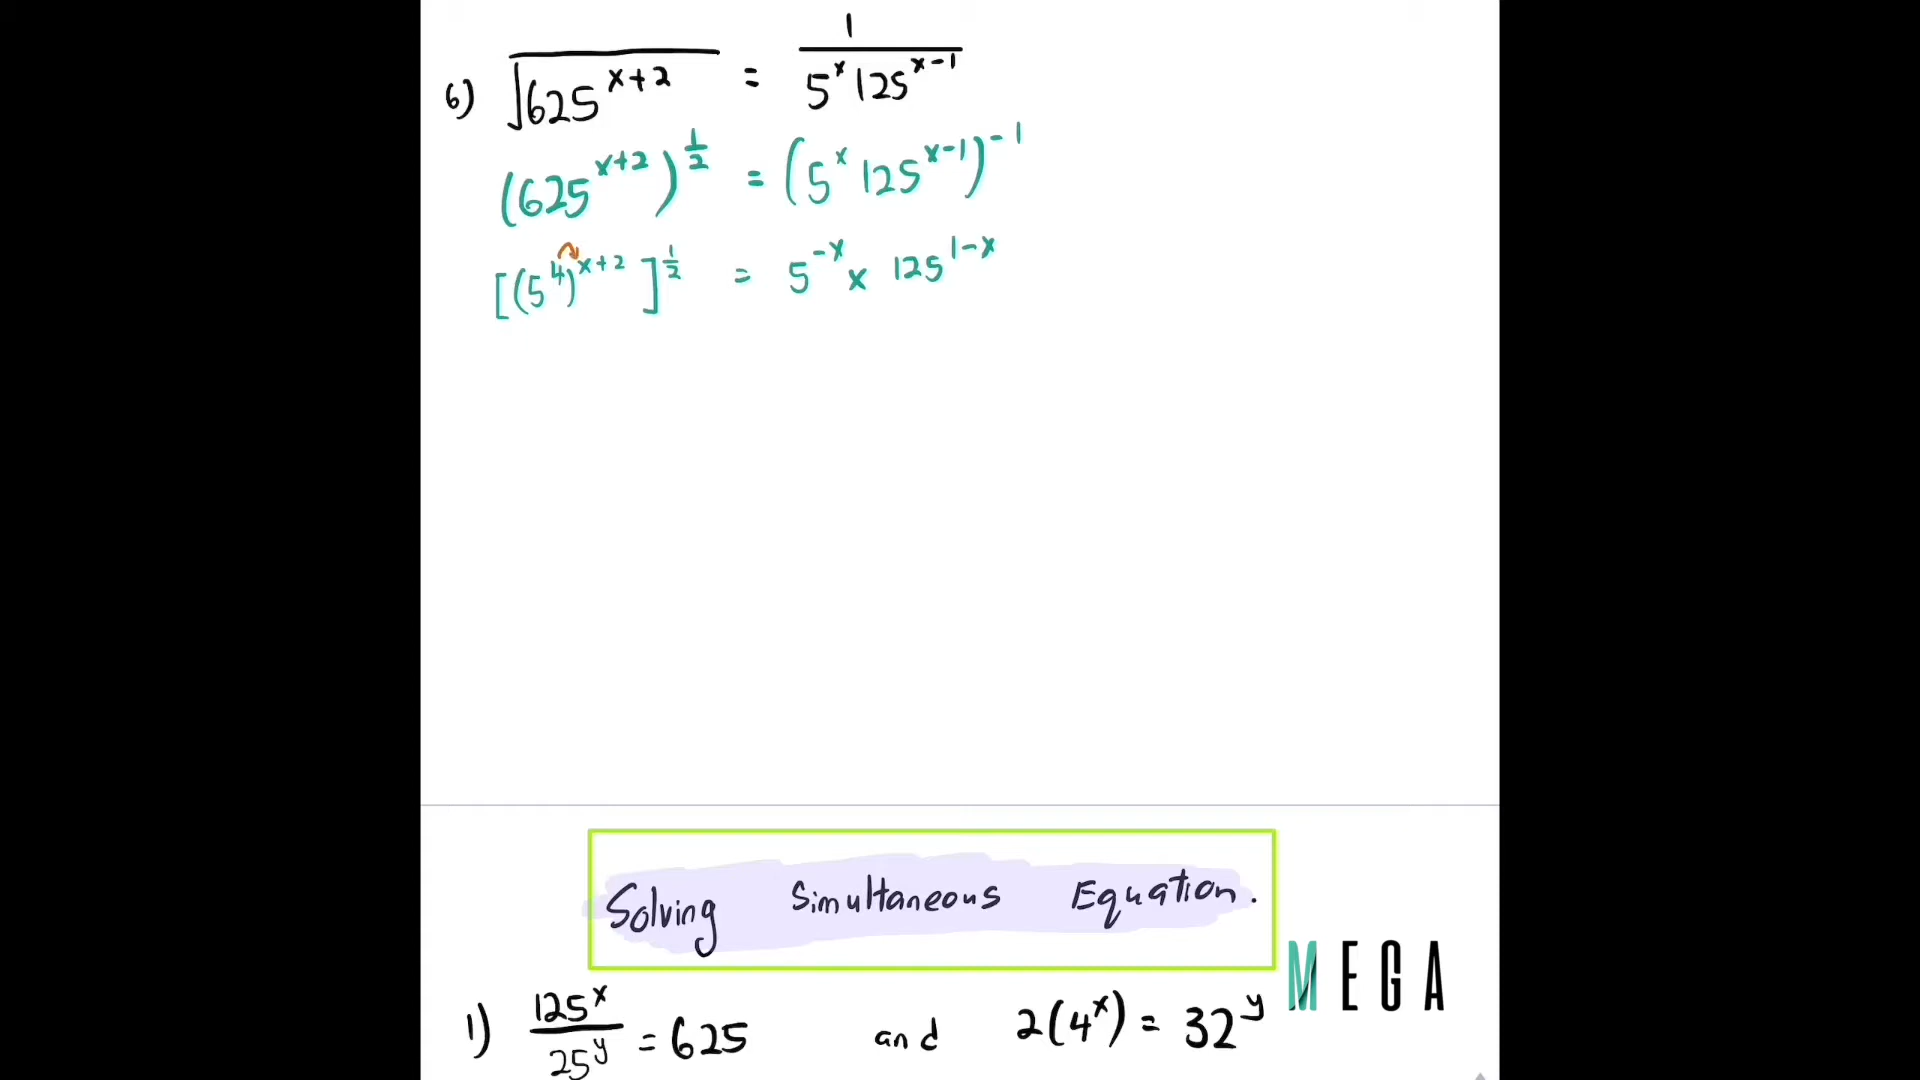 6) √625^{x+2} = 1/(5^x 125^{x-1})
(625^{x+2})^{1/2} = (5^x 125^{x-1})^{-1}
[(5^4)^{x+2}]^{1/2} = 5^{-x} x 125^{1-x}
Solving Simultaneous Equation.
MEGA
1) 125^x/25^y = 625 and 2(4^x) = 32^y